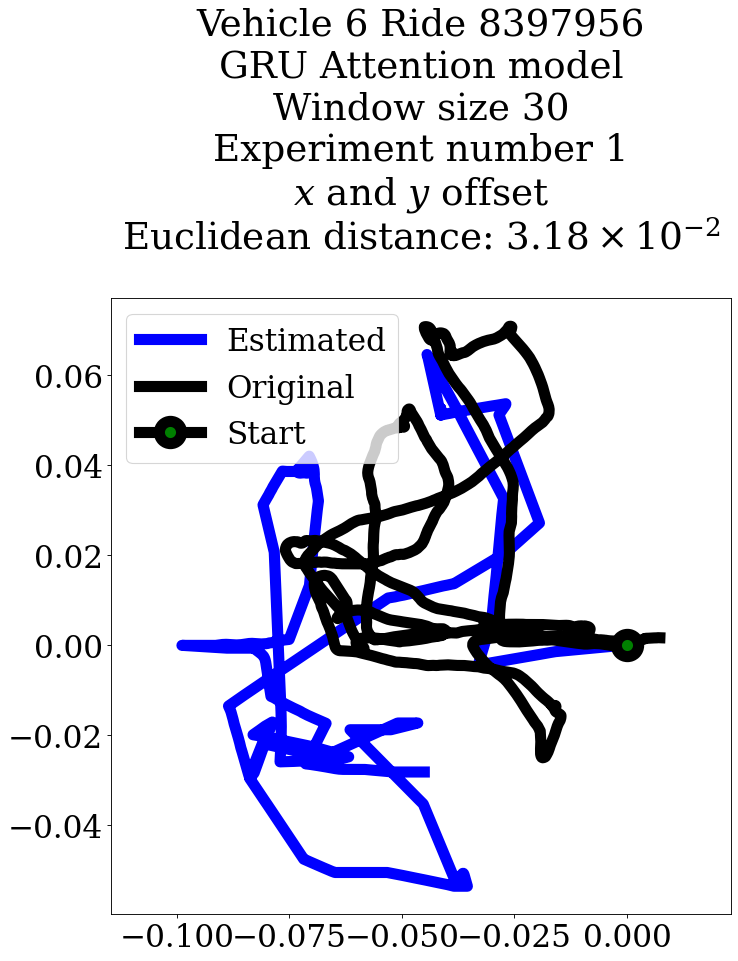 Vehicle 6 Ride 8397956
GRU Attention model
Window size 30
Experiment number 1
x and y offset
Euclidean distance: 3.18 × 10⁻²
Estimated
Original
Start
0.06
0.04
0.02
0.00
−0.02
−0.04
−0.100 −0.075 −0.050 −0.025 0.000